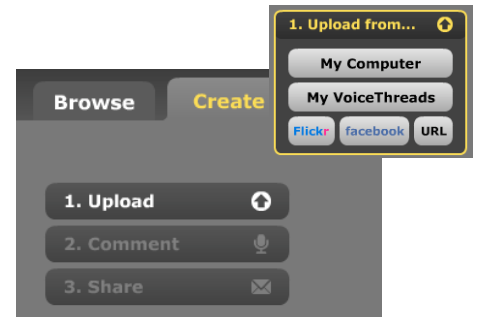 1. Upload from...
My Computer
My VoiceThreads
Flickr facebook URL
Browse Create
1. Upload
2. Comment
3. Share